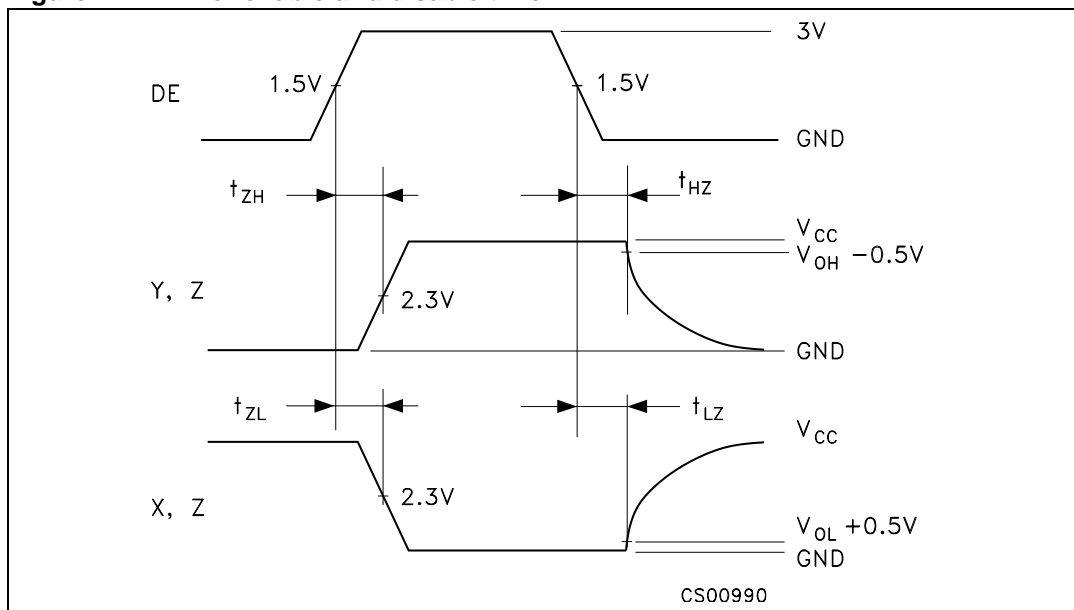 3V
1.5V
1.5V
DE
GND
tZH
tHZ
VCC
VOH −0.5V
Y, Z
2.3V
GND
tZL
tLZ
VCC
2.3V
X, Z
VOL +0.5V
GND
CS00990